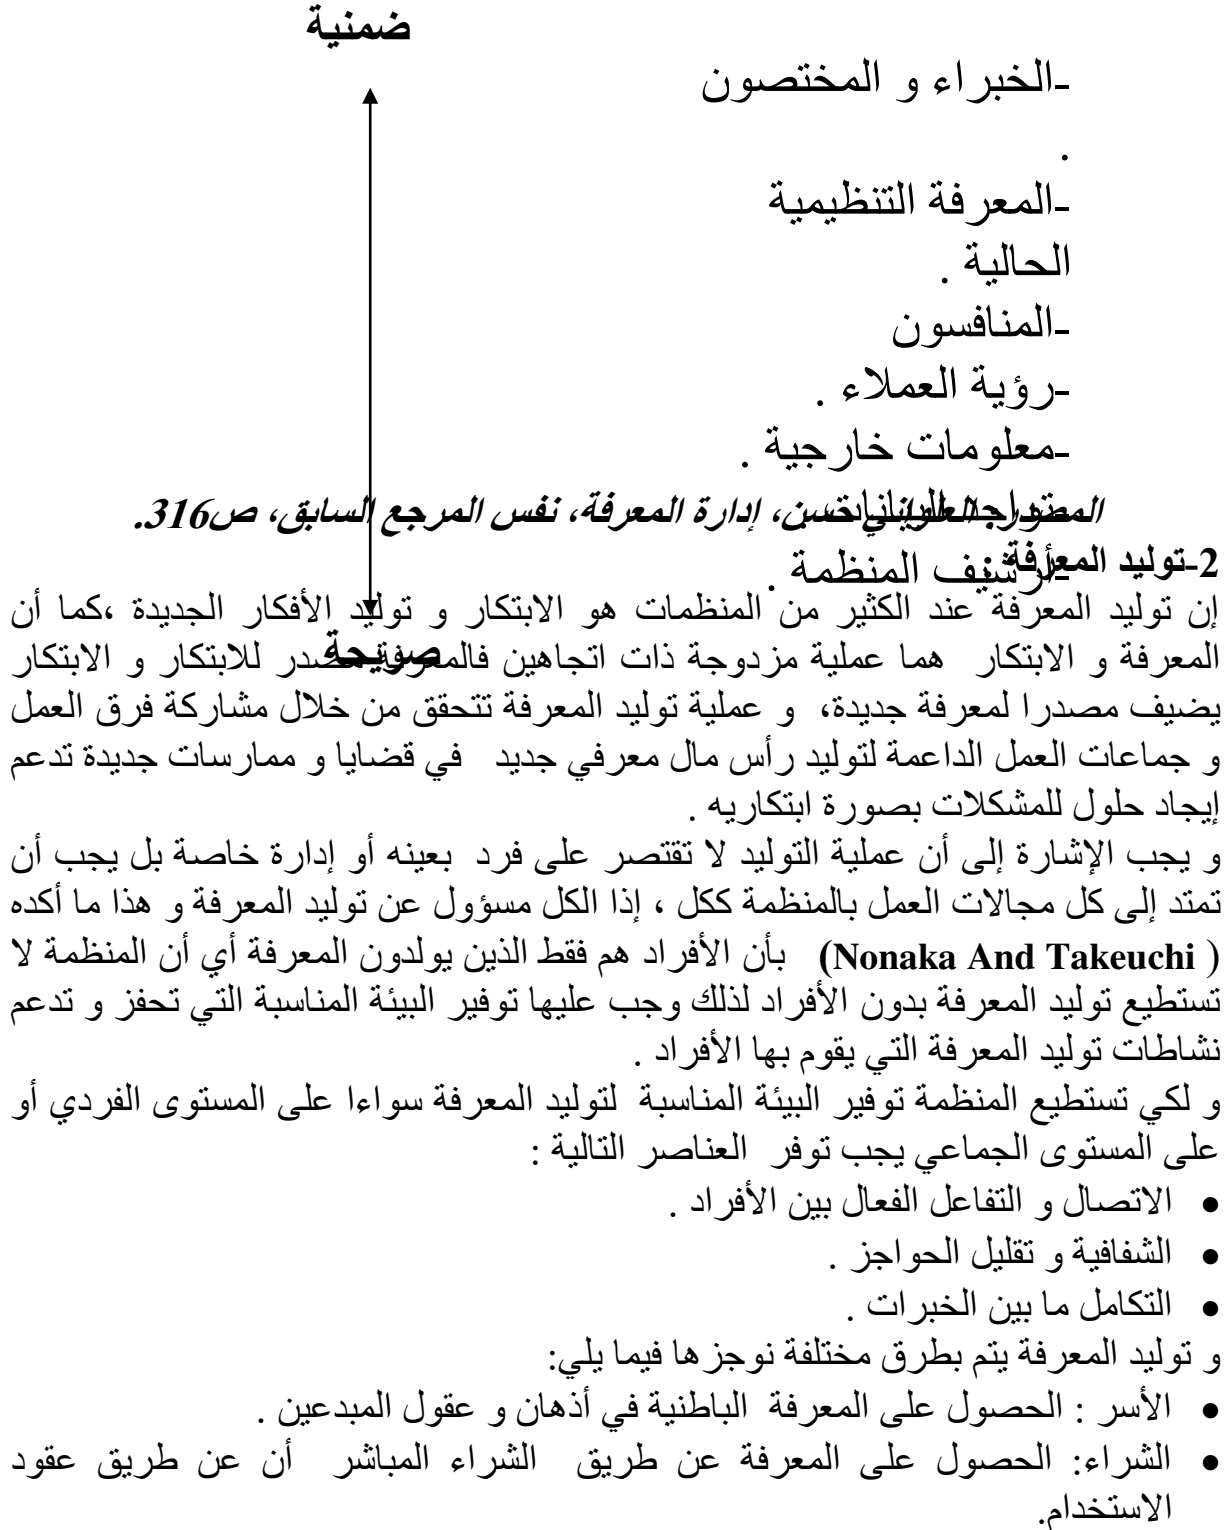 ضمنية
-الخبراء و المختصون
.
-المعرفة التنظيمية
الحالية .
-المنافسون
-رؤية العملاء .
-معلومات خارجية .
حسن، إدارة المعرفة، نفس المرجع السابق، ص316.
-أرشيف المنظمة .
2-توليد المعرفة :
إن توليد المعرفة عند الكثير من المنظمات هو الابتكار و توليد الأفكار الجديدة ،كما أن
صريحة
المعرفة و الابتكار هما عملية مزدوجة ذات اتجاهين فالمعرفة مصدر للابتكار و الابتكار
يضيف مصدرا لمعرفة جديدة، و عملية توليد المعرفة تتحقق من خلال مشاركة فرق العمل
و جماعات العمل الداعمة لتوليد رأس مال معرفي جديد في قضايا و ممارسات جديدة تدعم
إيجاد حلول للمشكلات بصورة ابتكاريه .
و يجب الإشارة إلى أن عملية التوليد لا تقتصر على فرد بعينه أو إدارة خاصة بل يجب أن
تمتد إلى كل مجالات العمل بالمنظمة ككل ، إذا الكل مسؤول عن توليد المعرفة و هذا ما أكده
(Nonaka And Takeuchi ) بأن الأفراد هم فقط الذين يولدون المعرفة أي أن المنظمة لا
تستطيع توليد المعرفة بدون الأفراد لذلك وجب عليها توفير البيئة المناسبة التي تحفز و تدعم
نشاطات توليد المعرفة التي يقوم بها الأفراد .
و لكي تستطيع المنظمة توفير البيئة المناسبة لتوليد المعرفة سواءا على المستوى الفردي أو
على المستوى الجماعي يجب توفر العناصر التالية :
● الاتصال و التفاعل الفعال بين الأفراد .
● الشفافية و تقليل الحواجز .
● التكامل ما بين الخبرات .
و توليد المعرفة يتم بطرق مختلفة نوجزها فيما يلي:
● الأسر : الحصول على المعرفة الباطنية في أذهان و عقول المبدعين .
● الشراء: الحصول على المعرفة عن طريق الشراء المباشر أن عن طريق عقود
الاستخدام.